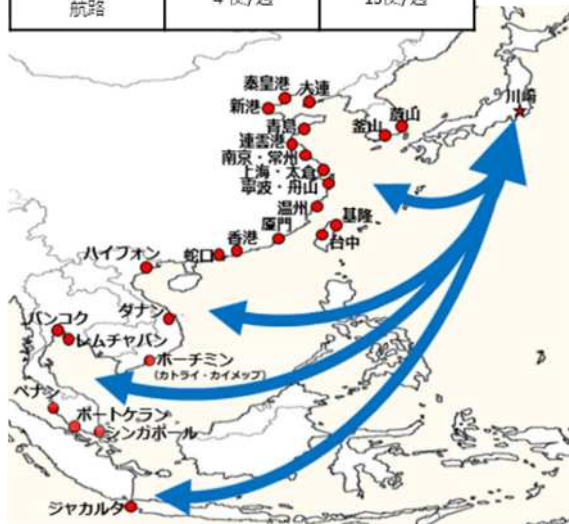 航路
4便/週
15便/週
川崎
秦皇港
大連
新港
釜山
蔚山
青島
連雲港
南京・常州
上海・太倉
寧波・舟山
温州
基隆
台中
厦門
香港
蛇口
ハイフォン
ダナン
バンコク
レムチャバン
ホーチミン
(カトライ・カイメップ)
ペナン
ポートケラン
シンガポール
ジャカルタ